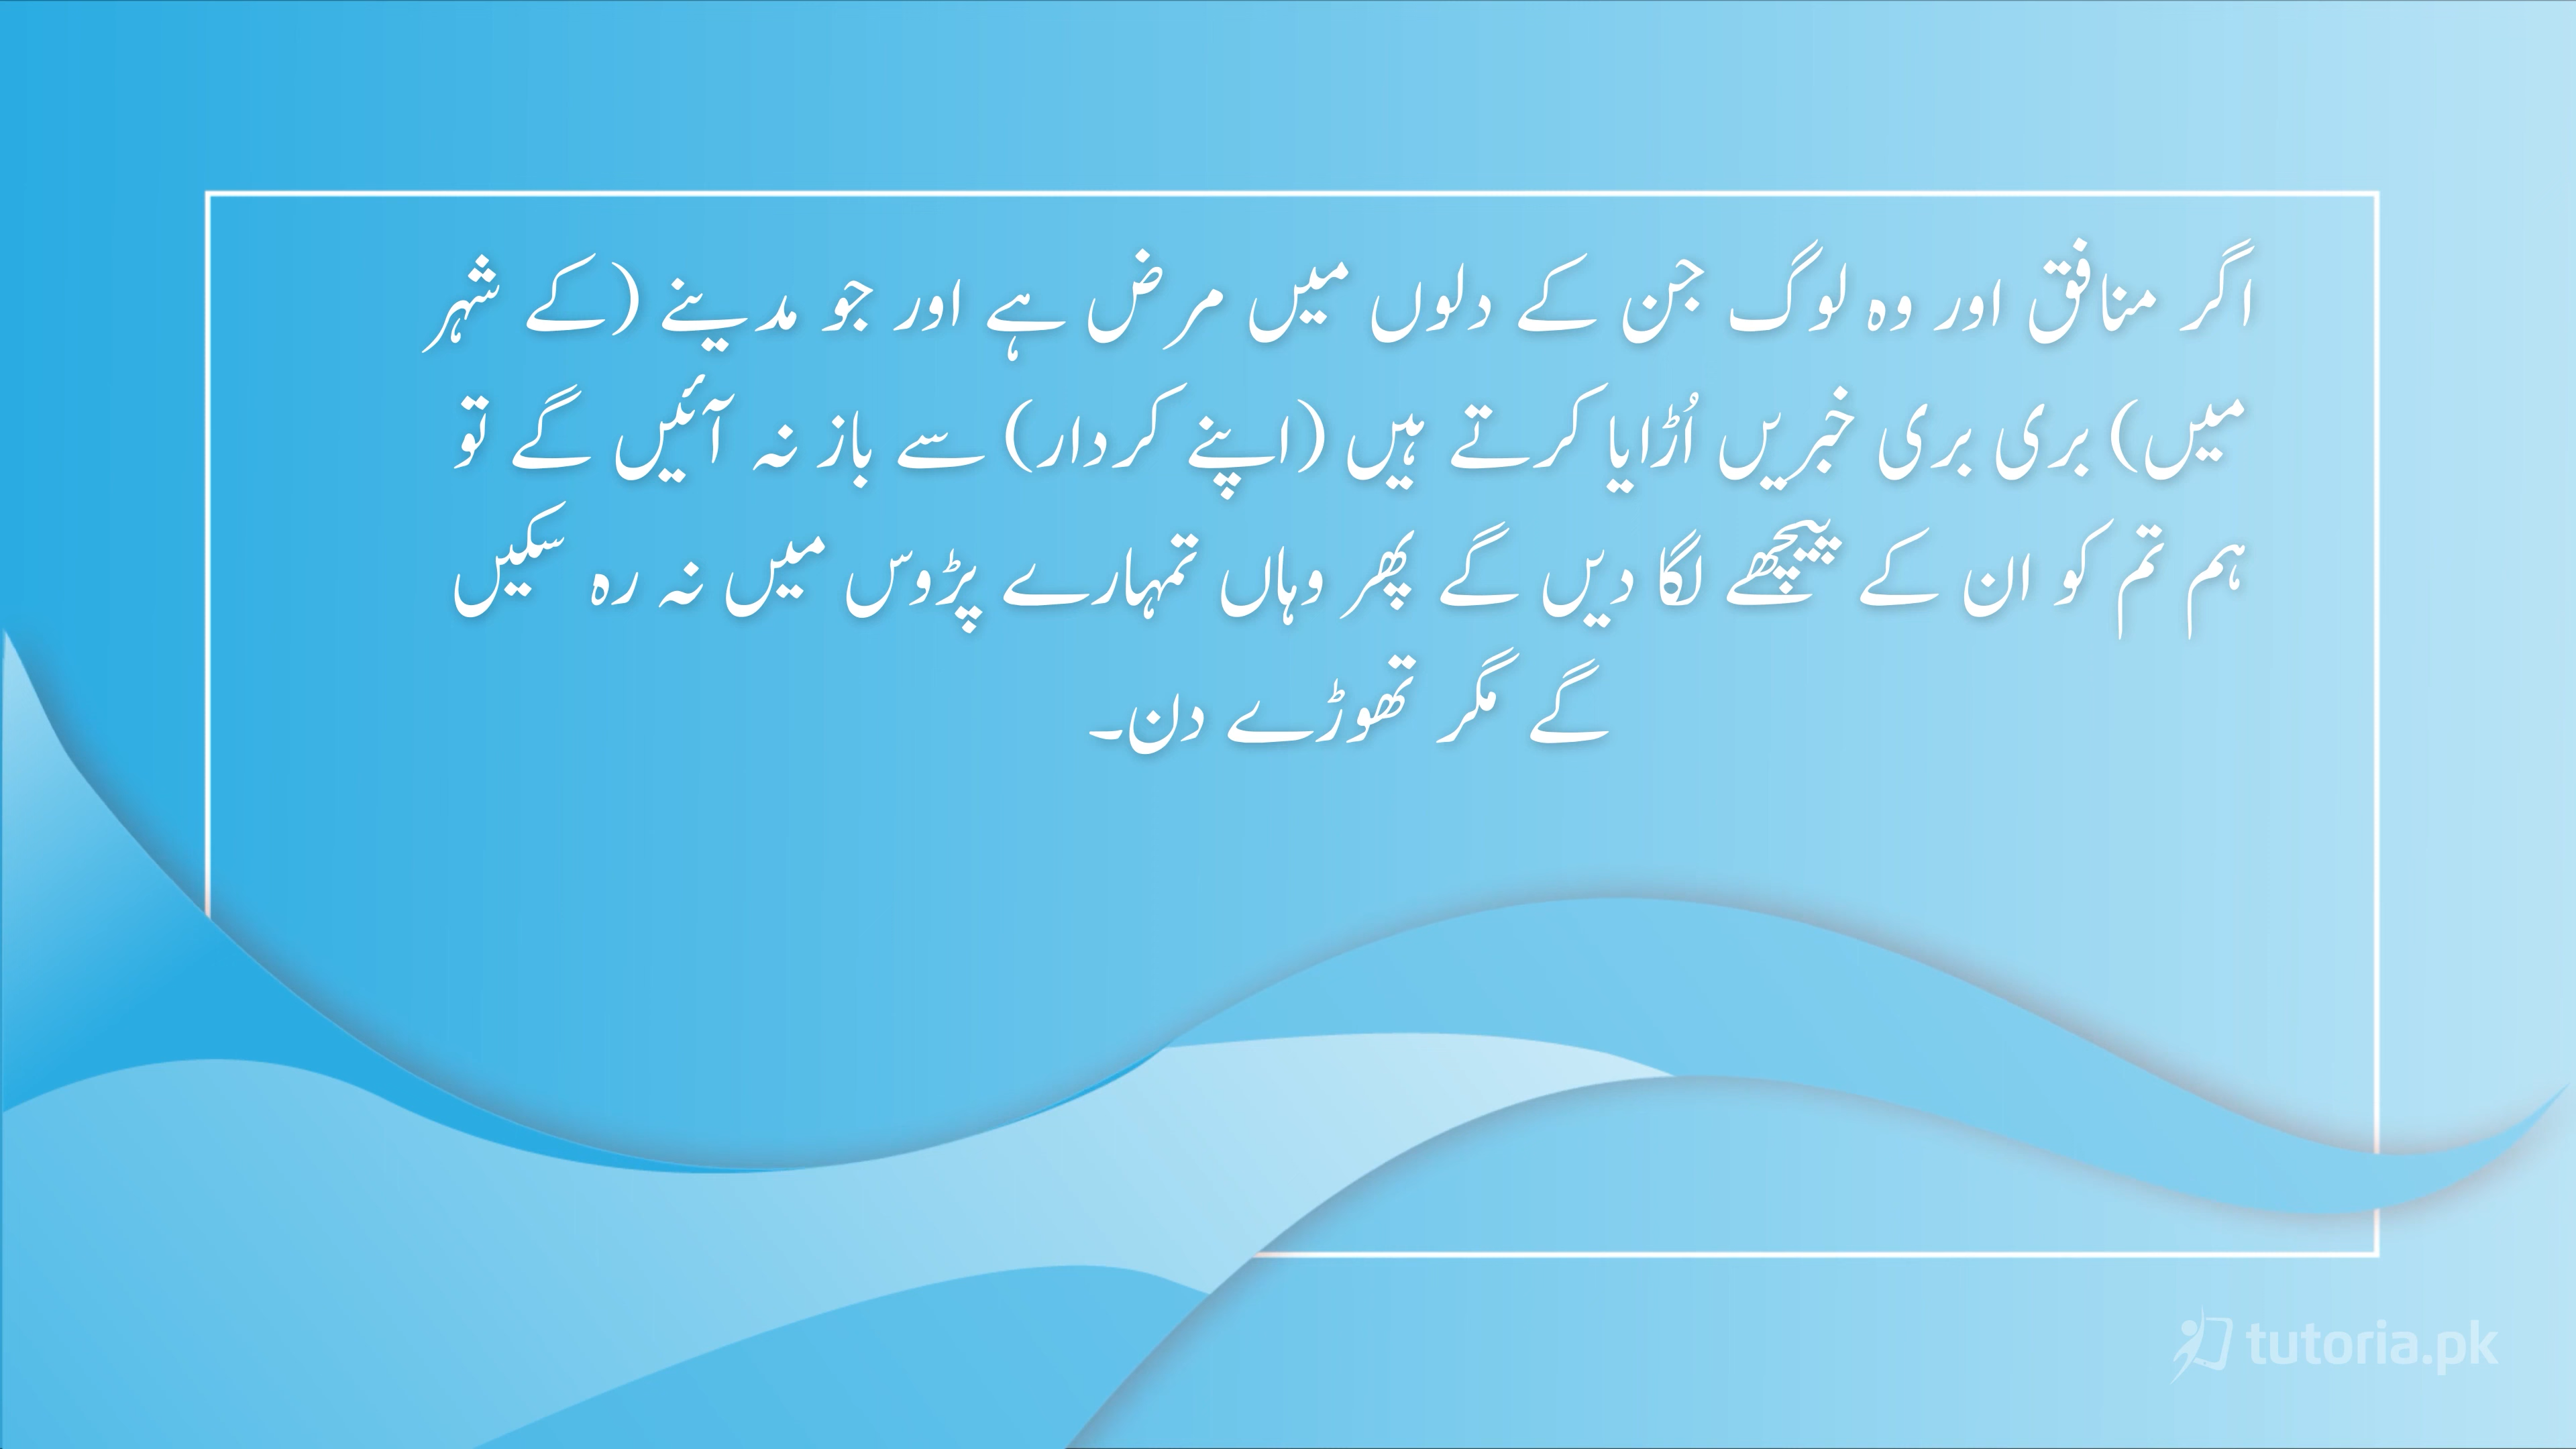 اگر منافق اور وہ لوگ جن کے دلوں میں مرض ہے اور جو مدینے (کے شہر
میں) بری بری خبریں اُڑایا کرتے ہیں (اپنے کردار) سے باز نہ آئیں گے تو
ہم تم کو ان کے پیچھے لگا دیں گے پھر وہاں تمہارے پڑوس میں نہ رہ سکیں
گے مگر تھوڑے دن۔
tutoria.pk